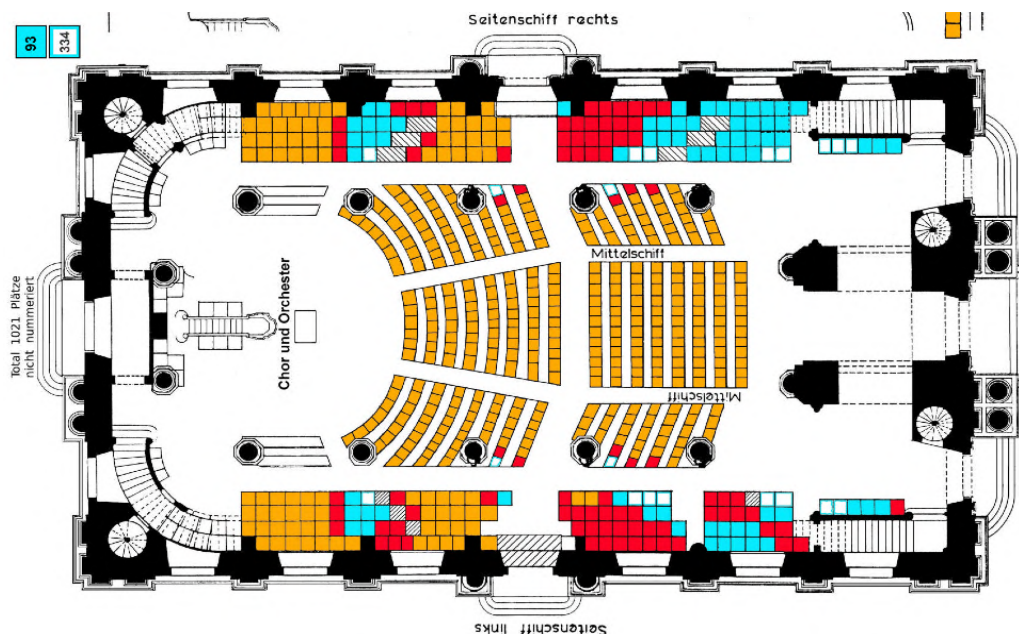 Seitenschiff rechts
93
334
Mittelschiff
Total 1021 Plätze
nicht nummeriert
Chor und Orchester
Mittelschiff
Seitenschiff links